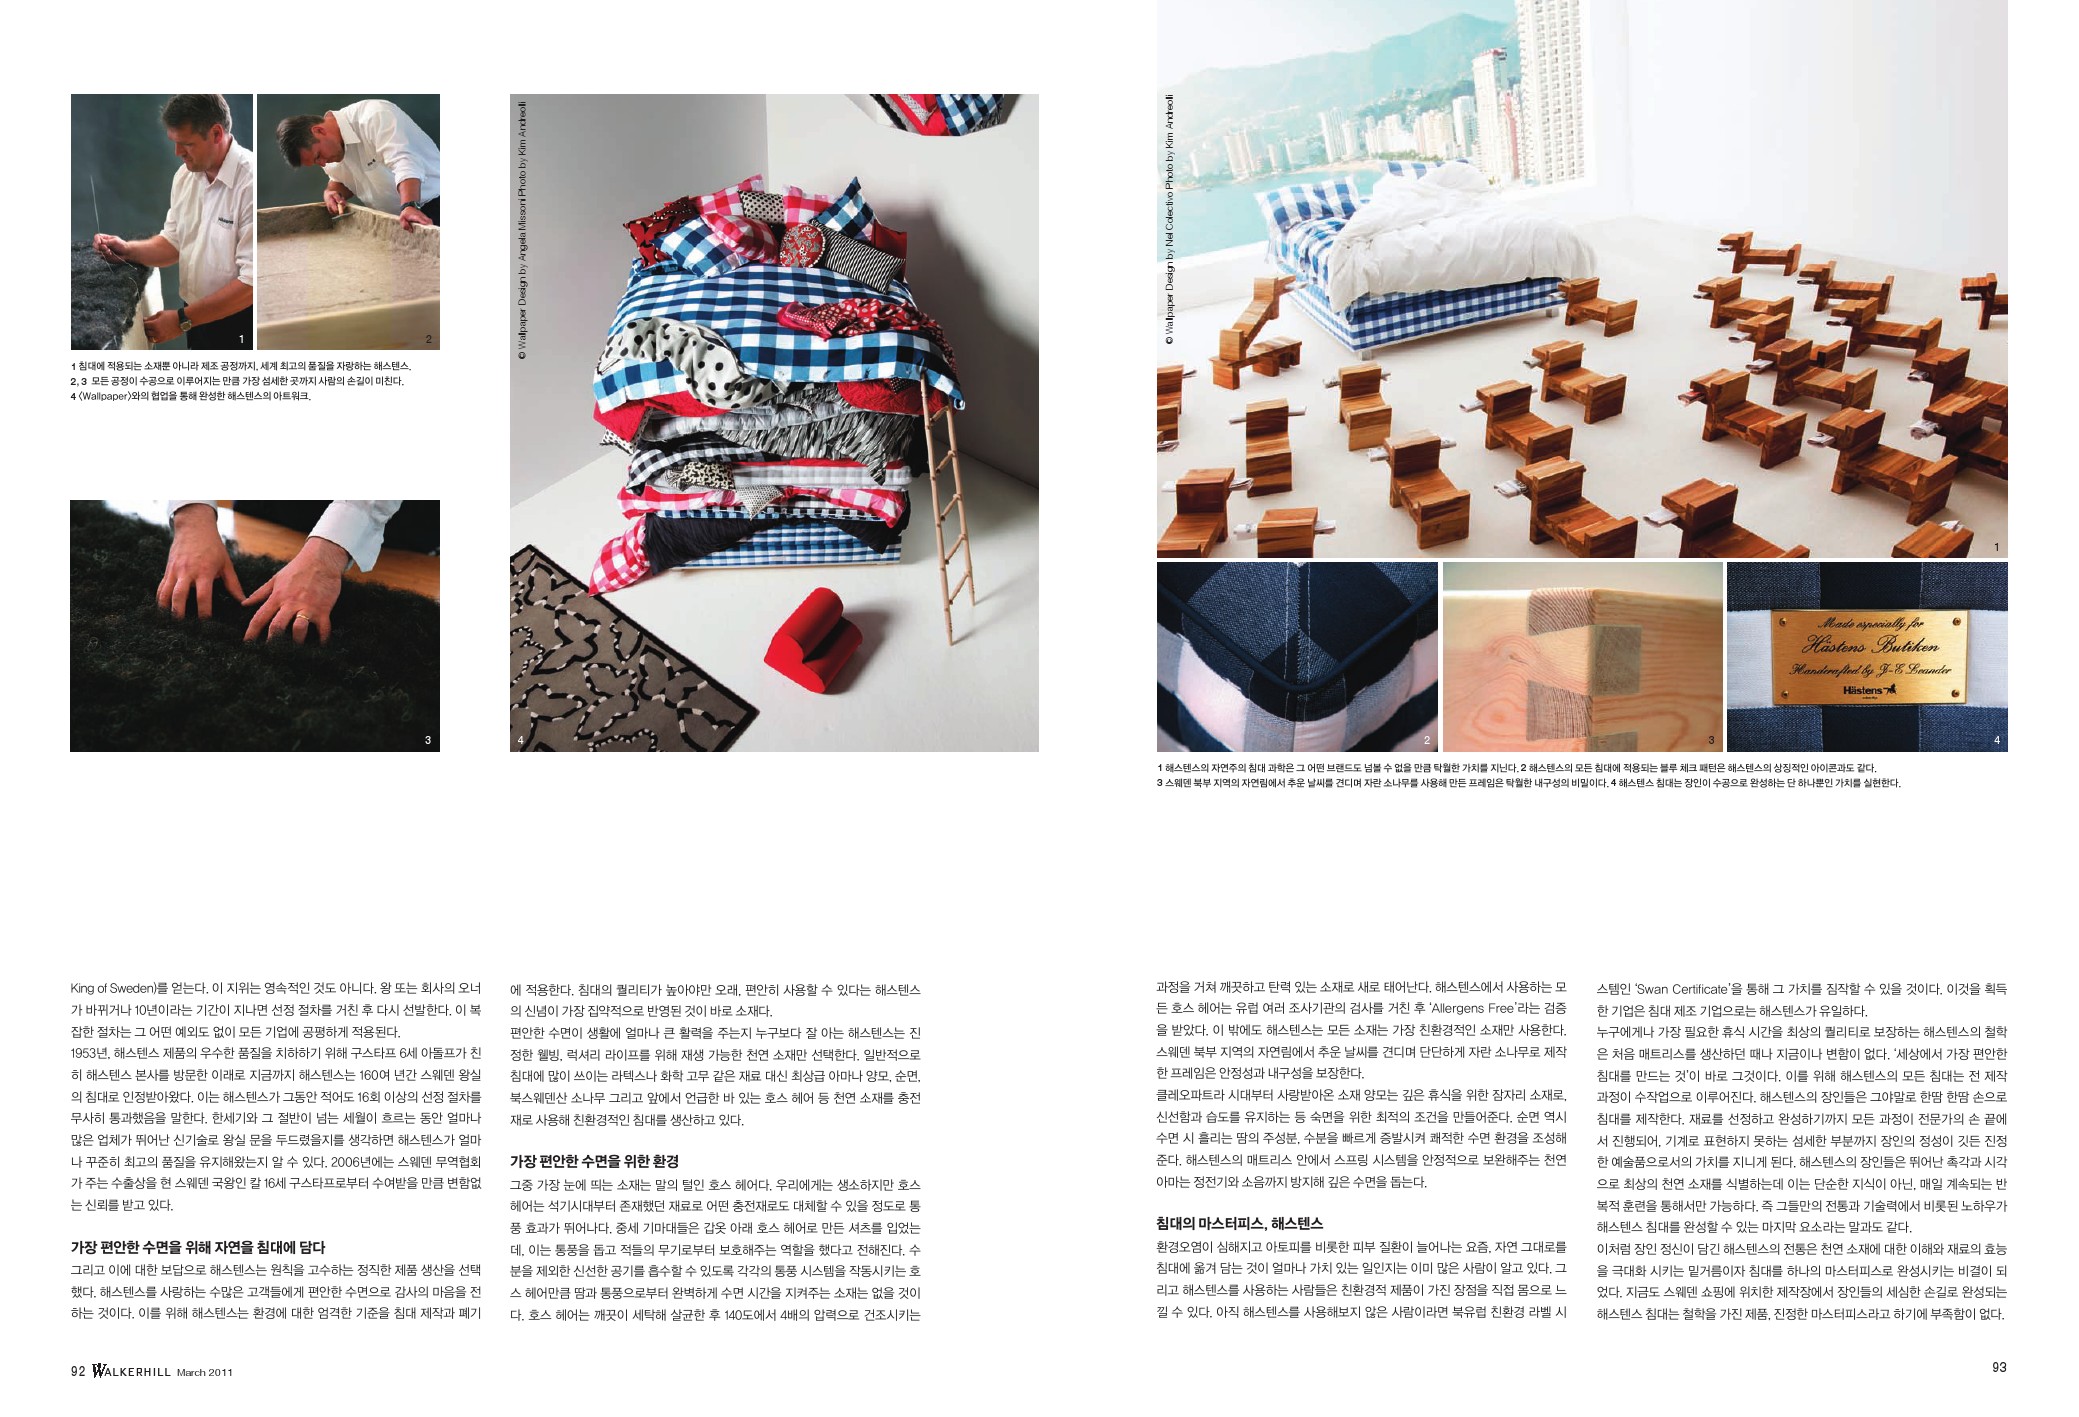 © Wallpaper Design by Angela Missoni Photo by Kim Andreolli
1
2
1 침대에 적용되는 소재뿐 아니라 제조 공정까지, 세계 최고의 품질을 자랑하는 해스텐스.
2, 3 모든 공정이 수공으로 이루어지는 만큼 가장 섬세한 곳까지 사람의 손길이 미친다.
4 〈Wallpaper〉와의 협업을 통해 완성한 해스텐스의 아트워크.
3
4
King of Sweden)를 얻는다. 이 지위는 영속적인 것도 아니다. 왕 또는 회사의 오너
가 바뀌거나 10년이라는 기간이 지나면 선정 절차를 거친 후 다시 선발한다. 이 복
잡한 절차는 그 어떤 예외도 없이 모든 기업에 공평하게 적용된다.
1953년, 해스텐스 제품의 우수한 품질을 치하하기 위해 구스타프 6세 아돌프가 친
히 해스텐스 본사를 방문한 이래로 지금까지 해스텐스는 160여 년간 스웨덴 왕실
의 침대로 인정받아왔다. 이는 해스텐스가 그동안 적어도 16회 이상의 선정 절차를
무사히 통과했음을 말한다. 한세기와 그 절반이 넘는 세월이 흐르는 동안 얼마나
많은 업체가 뛰어난 신기술로 왕실 문을 두드렸을지를 생각하면 해스텐스가 얼마
나 꾸준히 최고의 품질을 유지해왔는지 알 수 있다. 2006년에는 스웨덴 무역협회
가 주는 수출상을 현 스웨덴 국왕인 칼 16세 구스타프로부터 수여받을 만큼 변함없
는 신뢰를 받고 있다.
가장 편안한 수면을 위해 자연을 침대에 담다
그리고 이에 대한 보답으로 해스텐스는 원칙을 고수하는 정직한 제품 생산을 선택
했다. 해스텐스를 사랑하는 수많은 고객들에게 편안한 수면으로 감사의 마음을 전
하는 것이다. 이를 위해 해스텐스는 환경에 대한 엄격한 기준을 침대 제작과 폐기
에 적용한다. 침대의 퀄리티가 높아야만 오래, 편안히 사용할 수 있다는 해스텐스
의 신념이 가장 집약적으로 반영된 것이 바로 소재다.
편안한 수면이 생활에 얼마나 큰 활력을 주는지 누구보다 잘 아는 해스텐스는 진
정한 웰빙, 럭셔리 라이프를 위해 재생 가능한 천연 소재만 선택한다. 일반적으로
침대에 많이 쓰이는 라텍스나 화학 고무 같은 재료 대신 최상급 아마나 양모, 순면,
북스웨덴산 소나무 그리고 앞에서 언급한 바 있는 호스 헤어 등 천연 소재를 충전
재로 사용해 친환경적인 침대를 생산하고 있다.
가장 편안한 수면을 위한 환경
그중 가장 눈에 띄는 소재는 말의 털인 호스 헤어다. 우리에게는 생소하지만 호스
헤어는 석기시대부터 존재했던 재료로 어떤 충전재로도 대체할 수 있을 정도로 통
풍 효과가 뛰어나다. 중세 기마대들은 갑옷 아래 호스 헤어로 만든 셔츠를 입었는
데, 이는 통풍을 돕고 적들의 무기로부터 보호해주는 역할을 했다고 전해진다. 수
분을 제외한 신선한 공기를 흡수할 수 있도록 각각의 통풍 시스템을 작동시키는 호
스 헤어만큼 땀과 통풍으로부터 완벽하게 수면 시간을 지켜주는 소재는 없을 것이
다. 호스 헤어는 깨끗이 세탁해 살균한 후 140도에서 4배의 압력으로 건조시키는
92 WALKERHILL March 2011
© Wallpaper Design by Nel Colectivo Photo by Kim Andreolli
1
2
3
Made especially for
Hästens Butiken
Handcrafted by J-E Leander
Hästens
4
1 해스텐스의 자연주의 침대 과학은 그 어떤 브랜드도 넘볼 수 없을 만큼 탁월한 가치를 지닌다. 2 해스텐스의 모든 침대에 적용되는 블루 체크 패턴은 해스텐스의 상징적인 아이콘과도 같다.
3 스웨덴 북부 지역의 자연림에서 추운 날씨를 견디며 자란 소나무를 사용해 만든 프레임은 탁월한 내구성의 비밀이다. 4 해스텐스 침대는 장인이 수공으로 완성하는 단 하나뿐인 가치를 실현한다.
과정을 거쳐 깨끗하고 탄력 있는 소재로 새로 태어난다. 해스텐스에서 사용하는 모
든 호스 헤어는 유럽 여러 조사기관의 검사를 거친 후 ‘Allergens Free’라는 검증
을 받았다. 이 밖에도 해스텐스는 모든 소재는 가장 친환경적인 소재만 사용한다.
스웨덴 북부 지역의 자연림에서 추운 날씨를 견디며 단단하게 자란 소나무로 제작
한 프레임은 안정성과 내구성을 보장한다.
클레오파트라 시대부터 사랑받아온 소재 양모는 깊은 휴식을 위한 잠자리 소재로,
신선함과 습도를 유지하는 등 숙면을 위한 최적의 조건을 만들어준다. 순면 역시
수면 시 흘리는 땀의 주성분, 수분을 빠르게 증발시켜 쾌적한 수면 환경을 조성해
준다. 해스텐스의 매트리스 안에서 스프링 시스템을 안정적으로 보완해주는 천연
아마는 정전기와 소음까지 방지해 깊은 수면을 돕는다.
침대의 마스터피스, 해스텐스
환경오염이 심해지고 아토피를 비롯한 피부 질환이 늘어나는 요즘, 자연 그대로를
침대에 옮겨 담는 것이 얼마나 가치 있는 일인지는 이미 많은 사람이 알고 있다. 그
리고 해스텐스를 사용하는 사람들은 친환경적 제품이 가진 장점을 직접 몸으로 느
낄 수 있다. 아직 해스텐스를 사용해보지 않은 사람이라면 북유럽 친환경 라벨 시
스템인 ‘Swan Certificate’을 통해 그 가치를 짐작할 수 있을 것이다. 이것을 획득
한 기업은 침대 제조 기업으로는 해스텐스가 유일하다.
누구에게나 가장 필요한 휴식 시간을 최상의 퀄리티로 보장하는 해스텐스의 철학
은 처음 매트리스를 생산하던 때나 지금이나 변함이 없다. ‘세상에서 가장 편안한
침대를 만드는 것’이 바로 그것이다. 이를 위해 해스텐스의 모든 침대는 전 제작
과정이 수작업으로 이루어진다. 해스텐스의 장인들은 그야말로 한땀 한땀 손으로
침대를 제작한다. 재료를 선정하고 완성하기까지 모든 과정이 전문가의 손 끝에
서 진행되어, 기계로 표현하지 못하는 섬세한 부분까지 장인의 정성이 깃든 진정
한 예술품으로서의 가치를 지니게 된다. 해스텐스의 장인들은 뛰어난 촉각과 시각
으로 최상의 천연 소재를 식별하는데 이는 단순한 지식이 아닌, 매일 계속되는 반
복적 훈련을 통해서만 가능하다. 즉 그들만의 전통과 기술력에서 비롯된 노하우가
해스텐스 침대를 완성할 수 있는 마지막 요소라는 말과도 같다.
이처럼 장인 정신이 담긴 해스텐스의 전통은 천연 소재에 대한 이해와 재료의 효능
을 극대화 시키는 밑거름이자 침대를 하나의 마스터피스로 완성시키는 비결이 되
었다. 지금도 스웨덴 쇼핑에 위치한 제작장에서 장인들의 세심한 손길로 완성되는
해스텐스 침대는 철학을 가진 제품, 진정한 마스터피스라고 하기에 부족함이 없다.
93